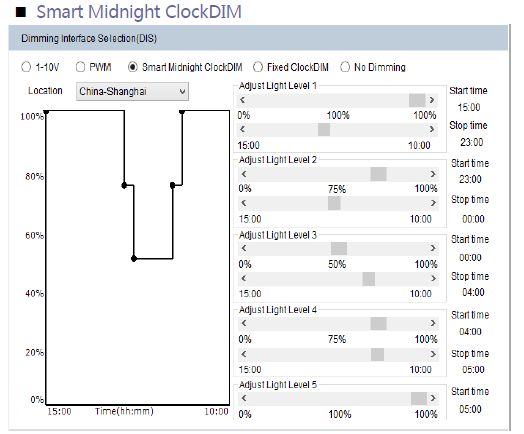 ■ Smart Midnight ClockDIM
Dimming Interface Selection(DIS)
1-10V PWM Smart Midnight ClockDIM Fixed ClockDIM No Dimming
Location China-Shanghai
100%
80%
60%
40%
20%
0%
15:00 Time(hh:mm) 10:00
Adjust Light Level 1
0% 100% 100%
15:00 10:00
Start time
15:00
Stop time
23:00
Adjust Light Level 2
0% 75% 100%
15:00 10:00
Start time
23:00
Stop time
00:00
Adjust Light Level 3
0% 50% 100%
15:00 10:00
Start time
00:00
Stop time
04:00
Adjust Light Level 4
0% 75% 100%
15:00 10:00
Start time
04:00
Stop time
05:00
Adjust Light Level 5
0% 100% 100%
Start time
05:00